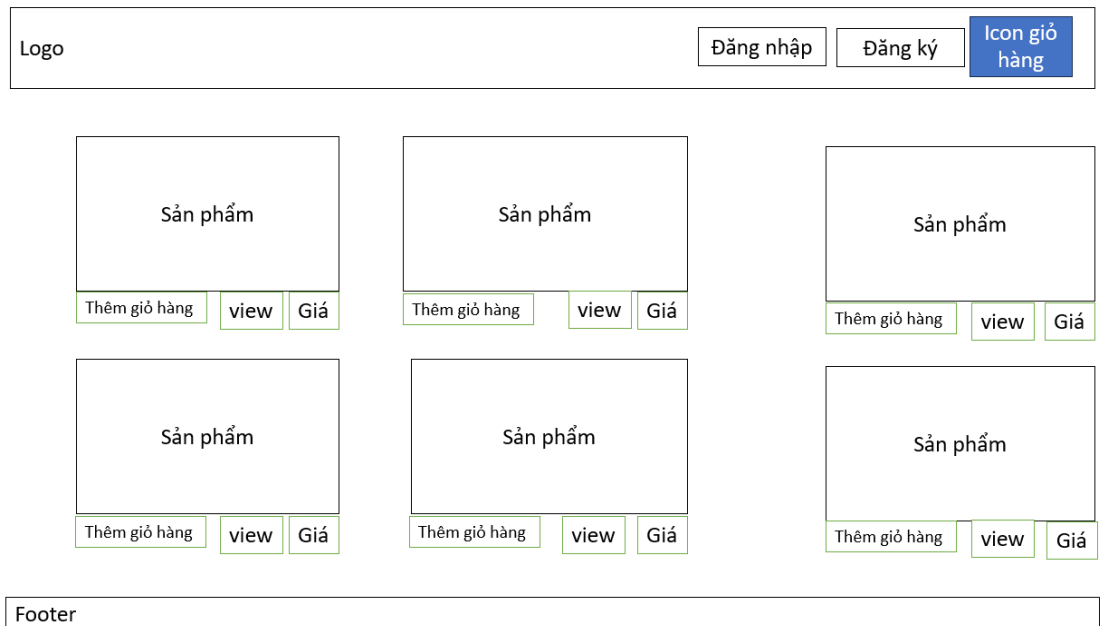 Logo
Đăng nhập
Đăng ký
Icon giỏ
hàng
Sản phẩm
Sản phẩm
Sản phẩm
Thêm giỏ hàng
view
Giá
Thêm giỏ hàng
view
Giá
Thêm giỏ hàng
view
Giá
Sản phẩm
Sản phẩm
Sản phẩm
Thêm giỏ hàng
view
Giá
Thêm giỏ hàng
view
Giá
Thêm giỏ hàng
view
Giá
Footer